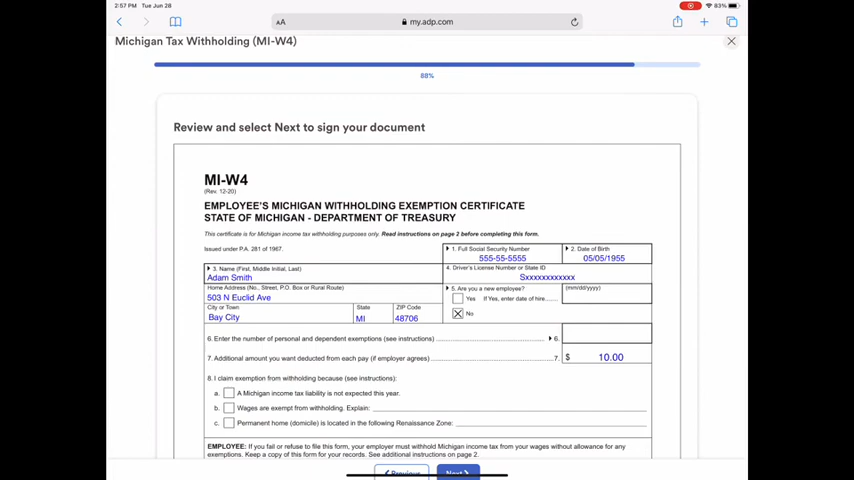 2:57 PM Tue Jun 28
83%
AA
my.adp.com
Michigan Tax Withholding (MI-W4)
88%
Review and select Next to sign your document
MI-W4
(Rev. 12-20)
EMPLOYEE'S MICHIGAN WITHHOLDING EXEMPTION CERTIFICATE
STATE OF MICHIGAN - DEPARTMENT OF TREASURY
This certificate is for Michigan income tax withholding purposes only. Read instructions on page 2 before completing this form.
Issued under P.A. 281 of 1967.
1. Full Social Security Number
555-55-5555
2. Date of Birth
05/05/1955
3. Name (First, Middle Initial, Last)
Adam Smith
4. Driver's License Number or State ID
Sxxxxxxxxxxxx
Home Address (No., Street, P.O. Box or Rural Route)
503 N Euclid Ave
5. Are you a new employee?
Yes If Yes, enter date of hire........
(mm/dd/yyyy)
No
City or Town
Bay City
State
MI
ZIP Code
48706
6. Enter the number of personal and dependent exemptions (see instructions) ........ 6.
7. Additional amount you want deducted from each pay (if employer agrees) ........ 7. $ 10.00
8. I claim exemption from withholding because (see instructions):
a. A Michigan income tax liability is not expected this year.
b. Wages are exempt from withholding. Explain:
c. Permanent home (domicile) is located in the following Renaissance Zone:
EMPLOYEE: If you fail or refuse to file this form, your employer must withhold Michigan income tax from your wages without allowance for any
exemptions. Keep a copy of this form for your records. See additional instructions on page 2.
Previous
Next